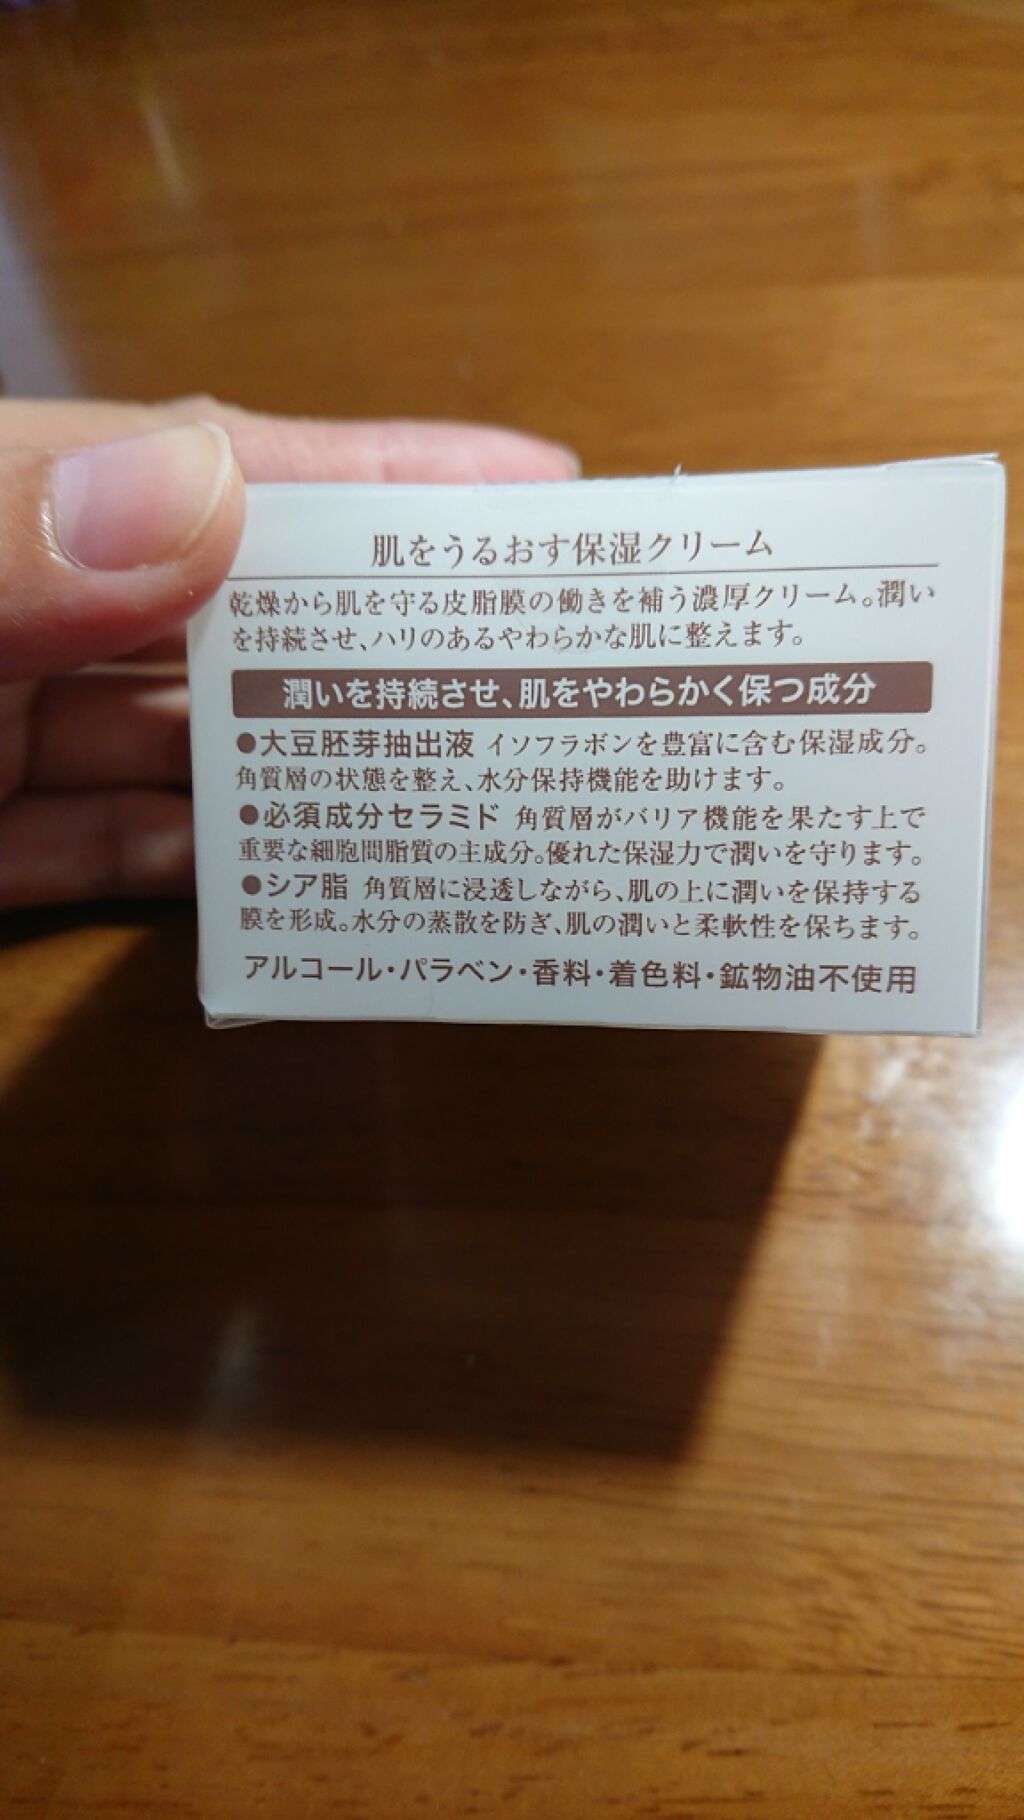 肌をうるおす保湿クリーム
乾燥から肌を守る皮脂膜の働きを補う濃厚クリーム。潤い
を持続させ、ハリのあるやわらかな肌に整えます。
潤いを持続させ、肌をやわらかく保つ成分
●大豆胚芽抽出液 イソフラボンを豊富に含む保湿成分。
角質層の状態を整え、水分保持機能を助けます。
●必須成分セラミド 角質層がバリア機能を果たす上で
重要な細胞間脂質の主成分。優れた保湿力で潤いを守ります。
●シア脂 角質層に浸透しながら、肌の上に潤いを保持する
膜を形成。水分の蒸散を防ぎ、肌の潤いと柔軟性を保ちます。
アルコール・パラベン・香料・着色料・鉱物油不使用